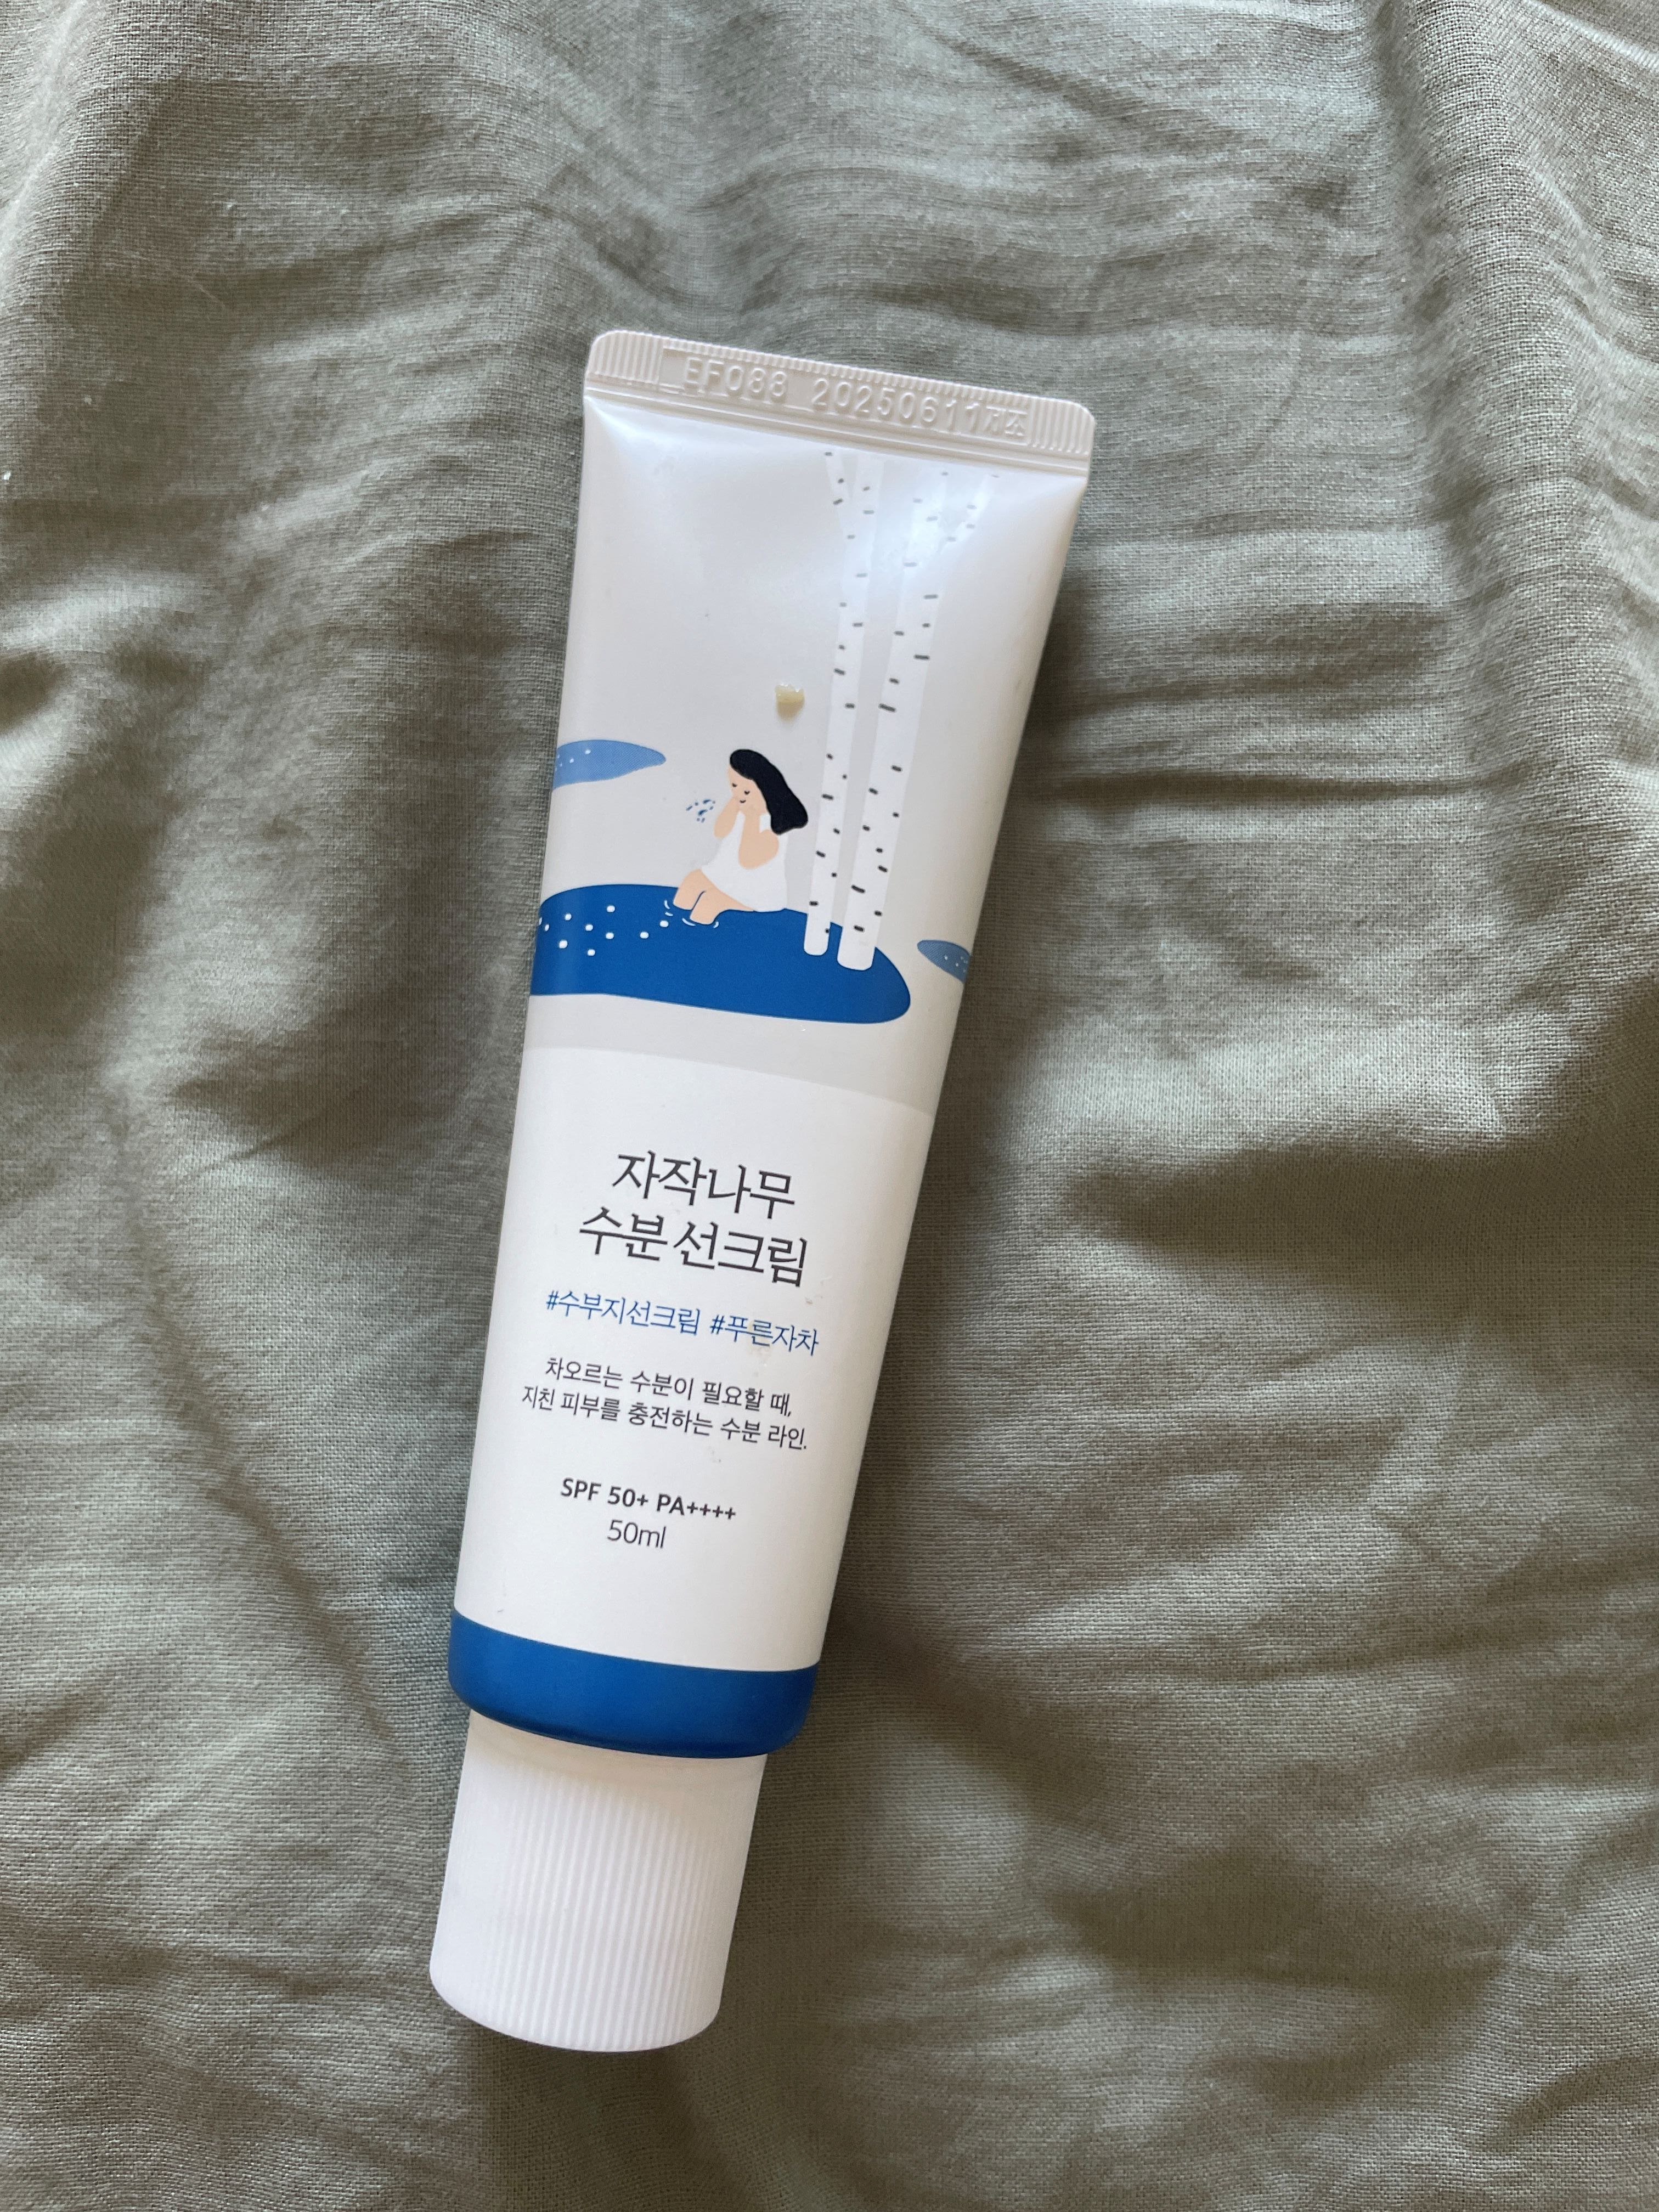 EF088 20250611제조
자작나무
수분 선크림
#수부지선크림 #푸른자차
차오르는 수분이 필요할 때,
지친 피부를 충전하는 수분 라인.
SPF 50+ PA++++
50ml